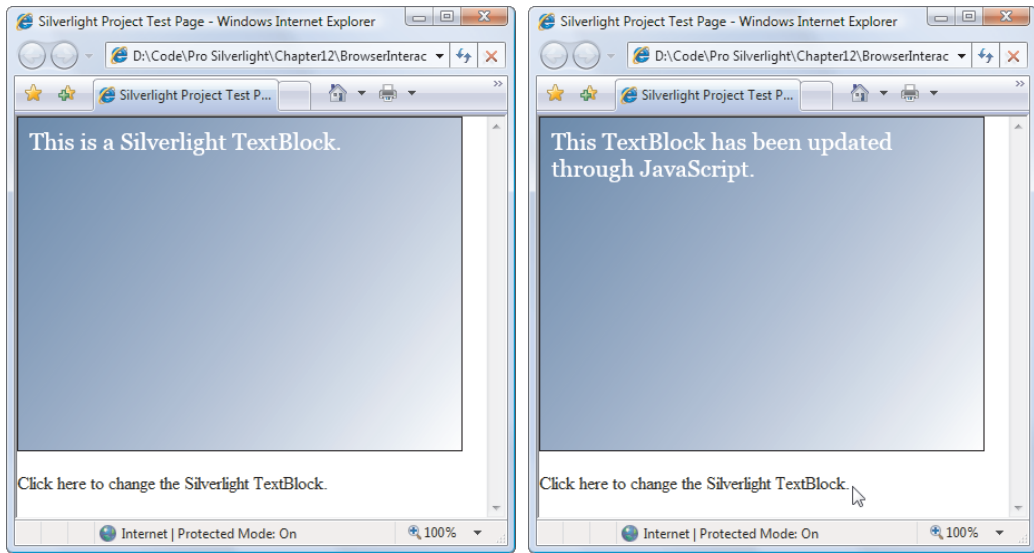 Silverlight Project Test Page - Windows Internet Explorer
D:\Code\Pro Silverlight\Chapter12\BrowserInterac
Silverlight Project Test P...
This is a Silverlight TextBlock.
Click here to change the Silverlight TextBlock.
Internet | Protected Mode: On
100%
Silverlight Project Test Page - Windows Internet Explorer
D:\Code\Pro Silverlight\Chapter12\BrowserInterac
Silverlight Project Test P...
This TextBlock has been updated
through JavaScript.
Click here to change the Silverlight TextBlock.
Internet | Protected Mode: On
100%